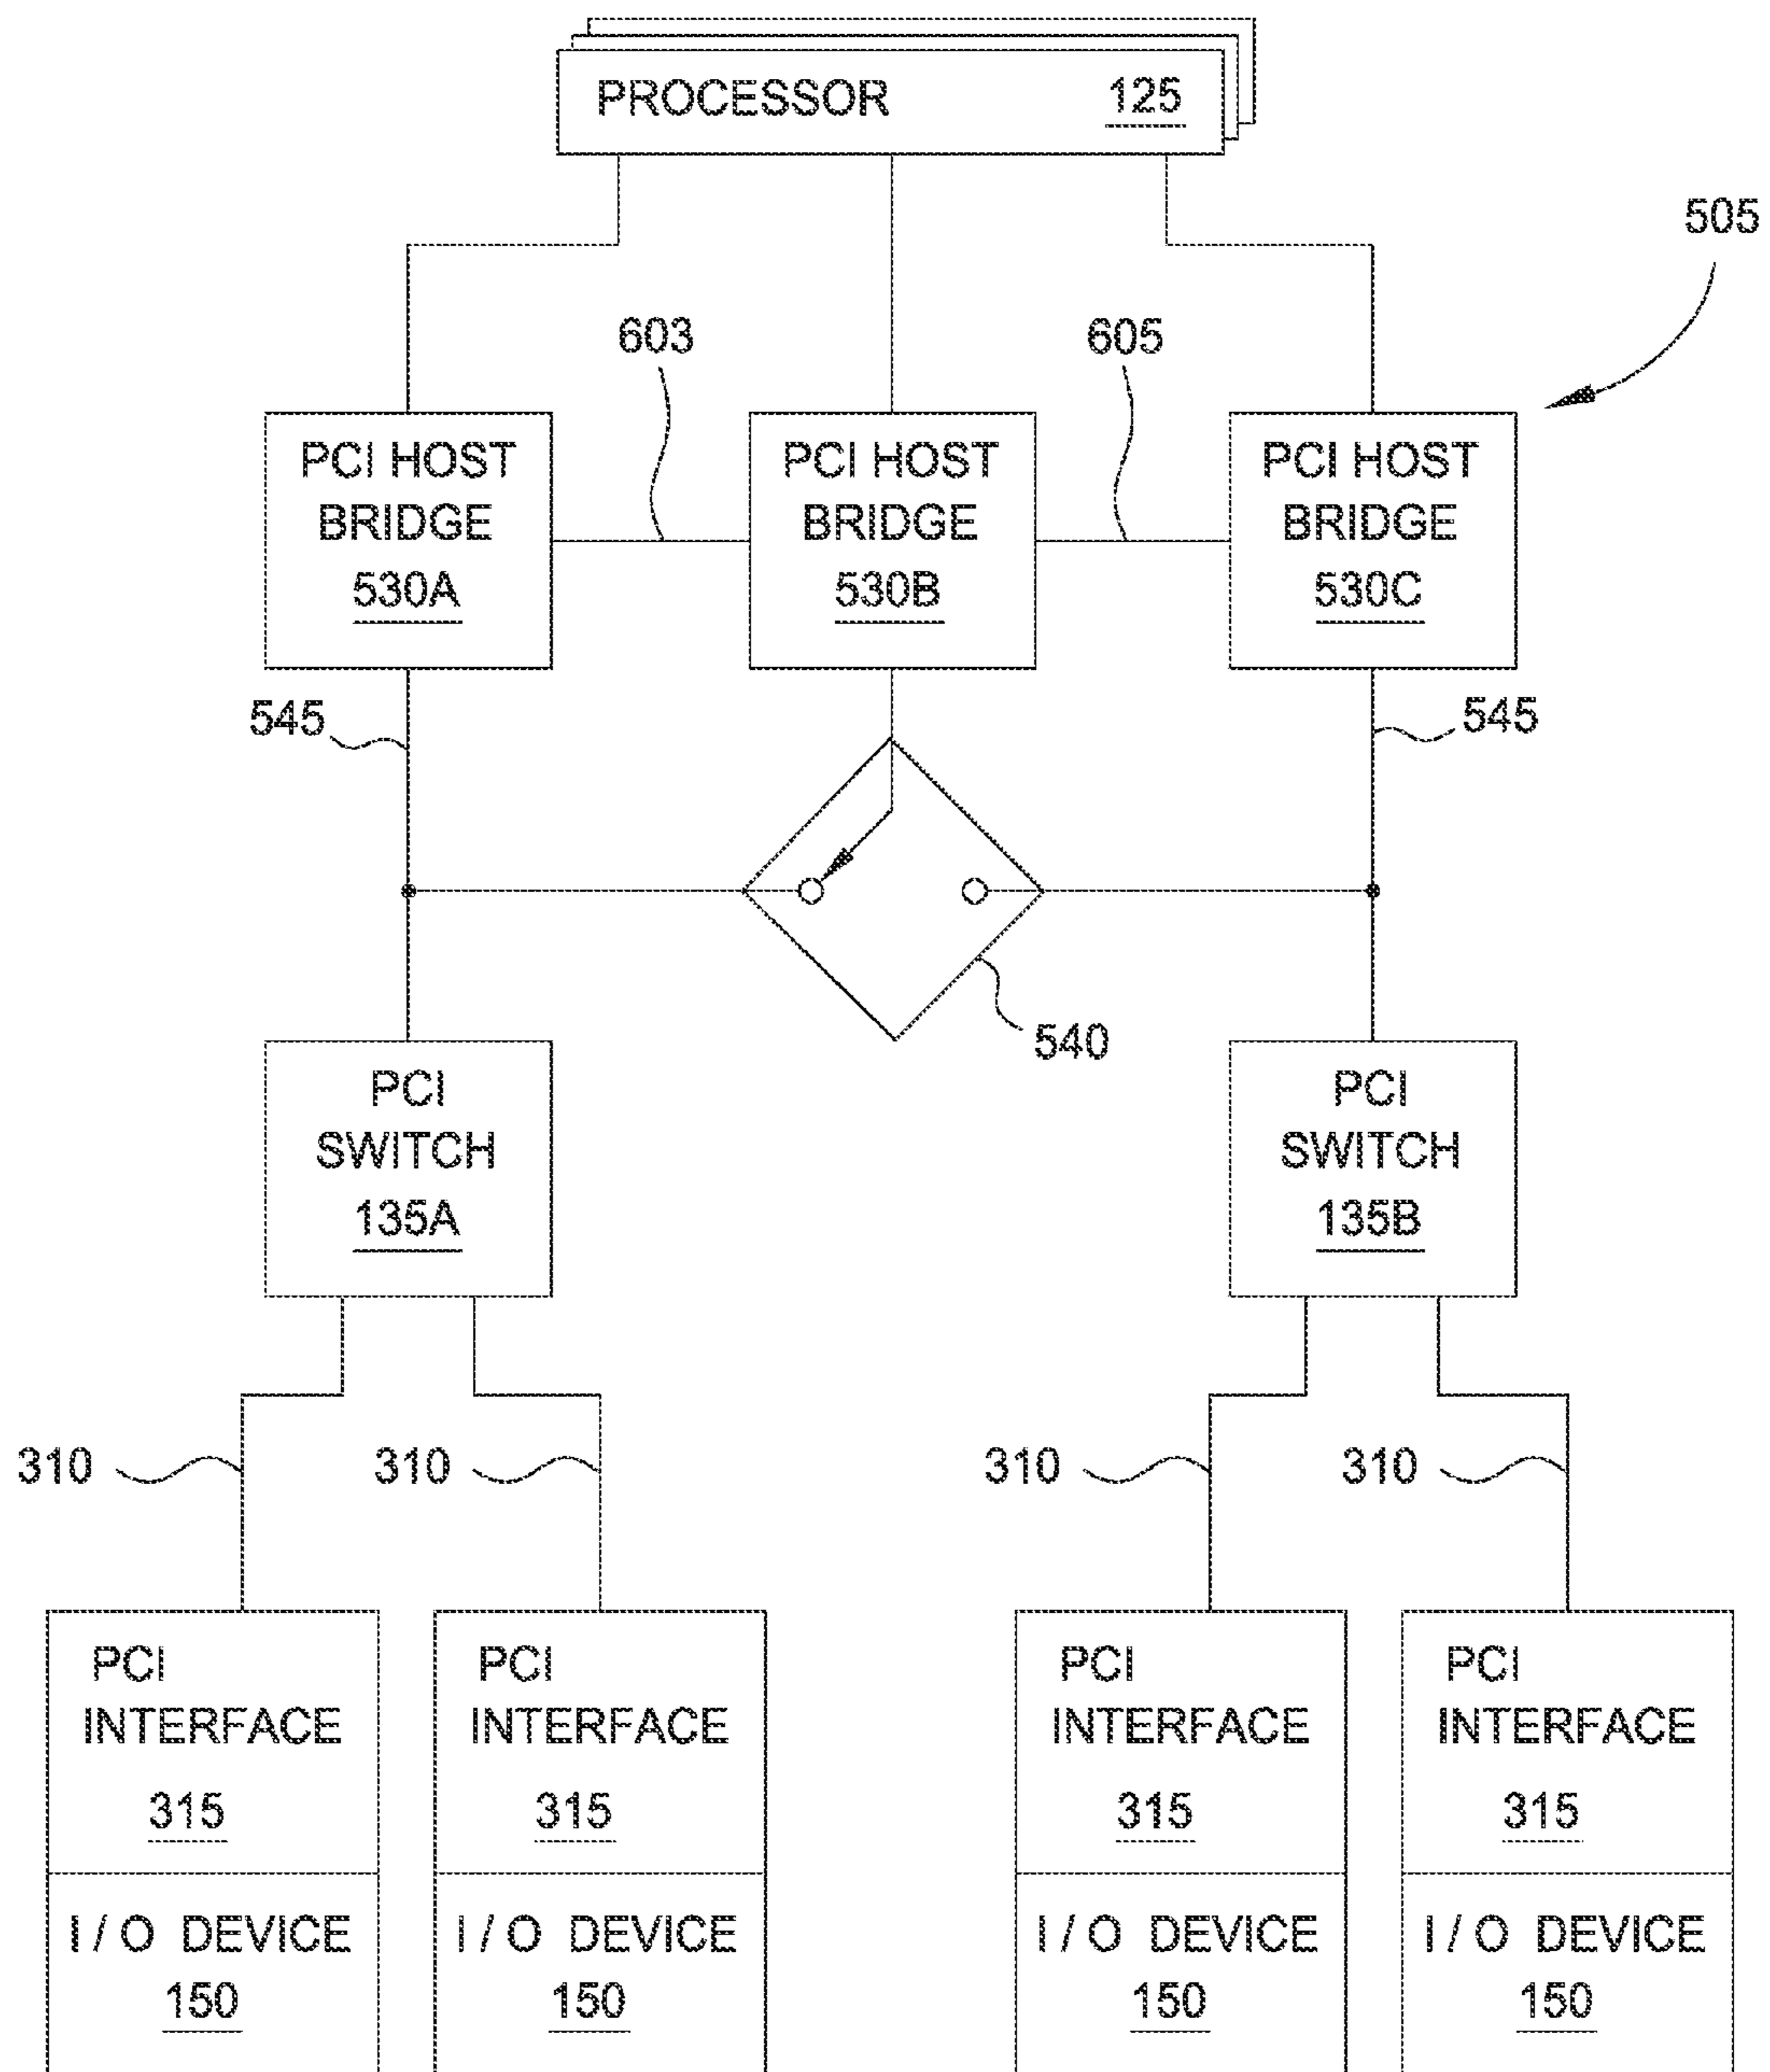 PROCESSOR 125
505
603
605
PCI HOST
BRIDGE
530A
PCI HOST
BRIDGE
530B
PCI HOST
BRIDGE
530C
545
545
540
PCI
SWITCH
135A
PCI
SWITCH
135B
310
310
310
310
PCI
INTERFACE
315
I / O DEVICE
150
PCI
INTERFACE
315
I / O DEVICE
150
PCI
INTERFACE
315
I / O DEVICE
150
PCI
INTERFACE
315
I / O DEVICE
150